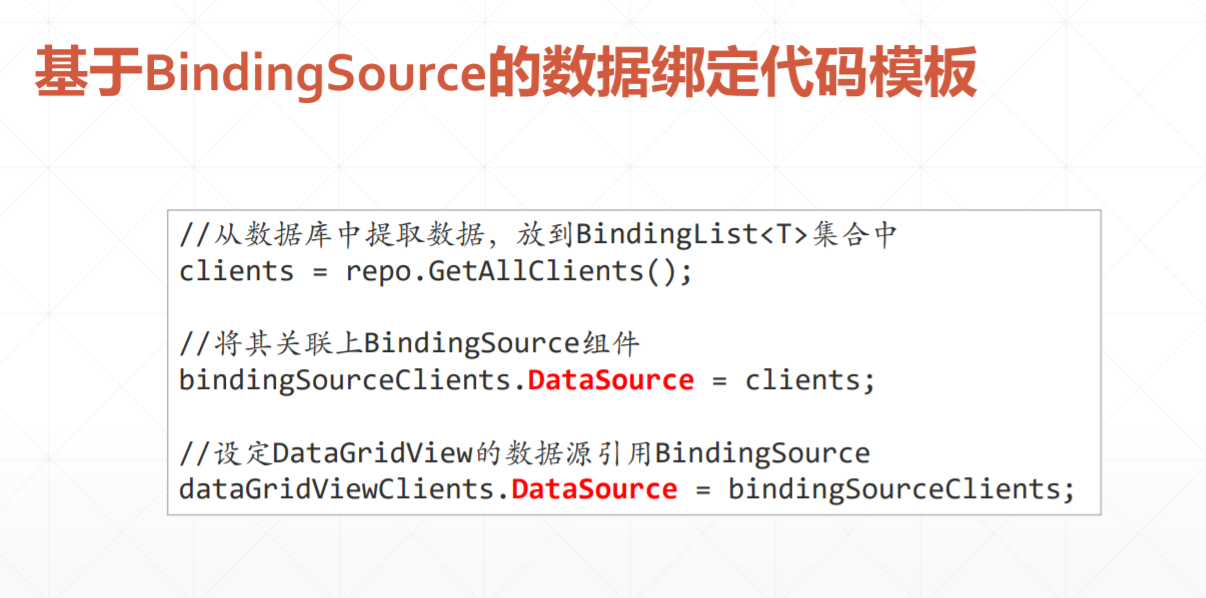 基于BindingSource的数据绑定代码模板
//从数据库中提取数据，放到BindingList<T>集合中
clients = repo.GetAllClients();
//将其关联上BindingSource组件
bindingSourceClients.DataSource = clients;
//设定DataGridView的数据源引用BindingSource
dataGridViewClients.DataSource = bindingSourceClients;